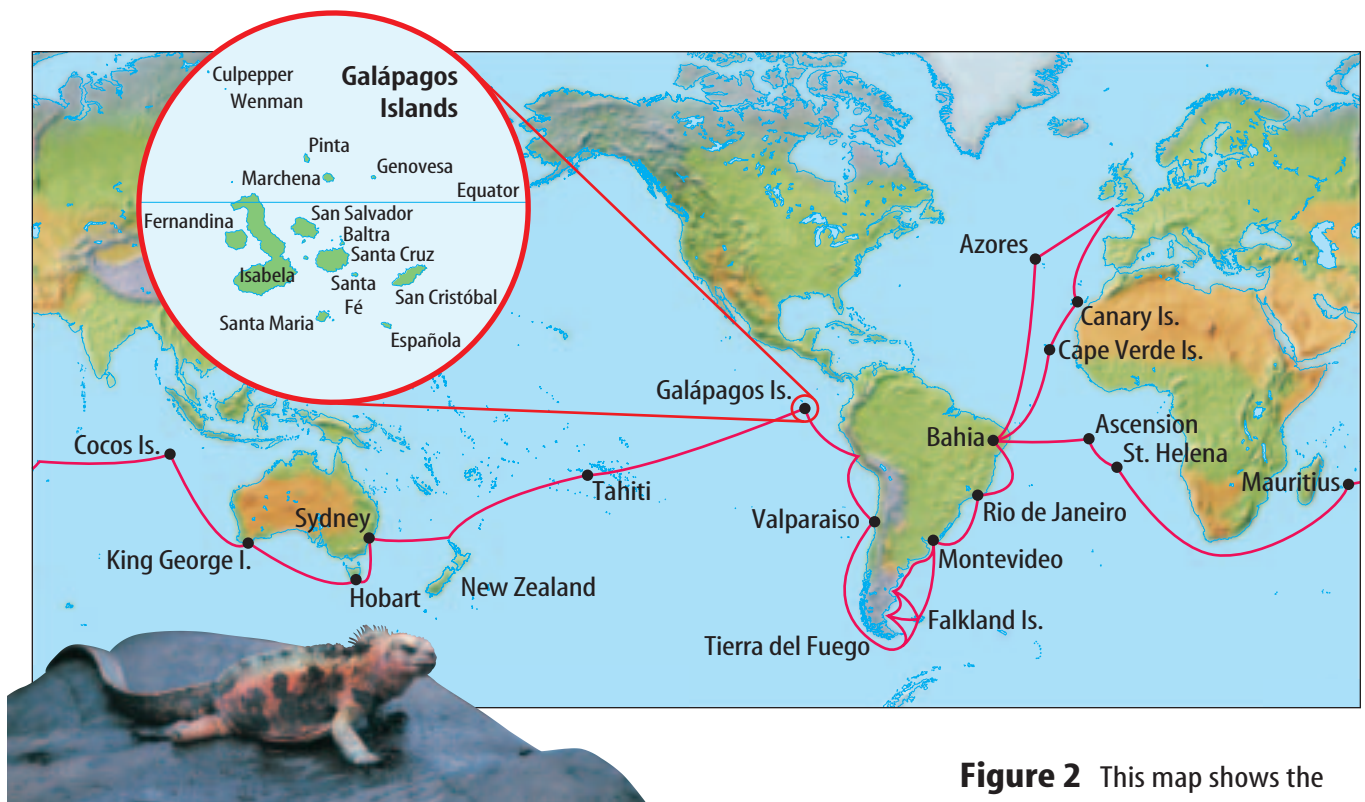 Culpepper
Wenman
Galápagos
Islands
Pinta
Genovesa
Marchena
Equator
Fernandina
San Salvador
Baltra
Santa Cruz
Isabela
Santa
Fé
San Cristóbal
Santa Maria
Española
Azores
Canary Is.
Cape Verde Is.
Galápagos Is.
Bahia
Ascension
St. Helena
Cocos Is.
Tahiti
Mauritius
Sydney
Valparaiso
Rio de Janeiro
King George I.
Montevideo
Hobart
New Zealand
Falkland Is.
Tierra del Fuego
Figure 2 This map shows the